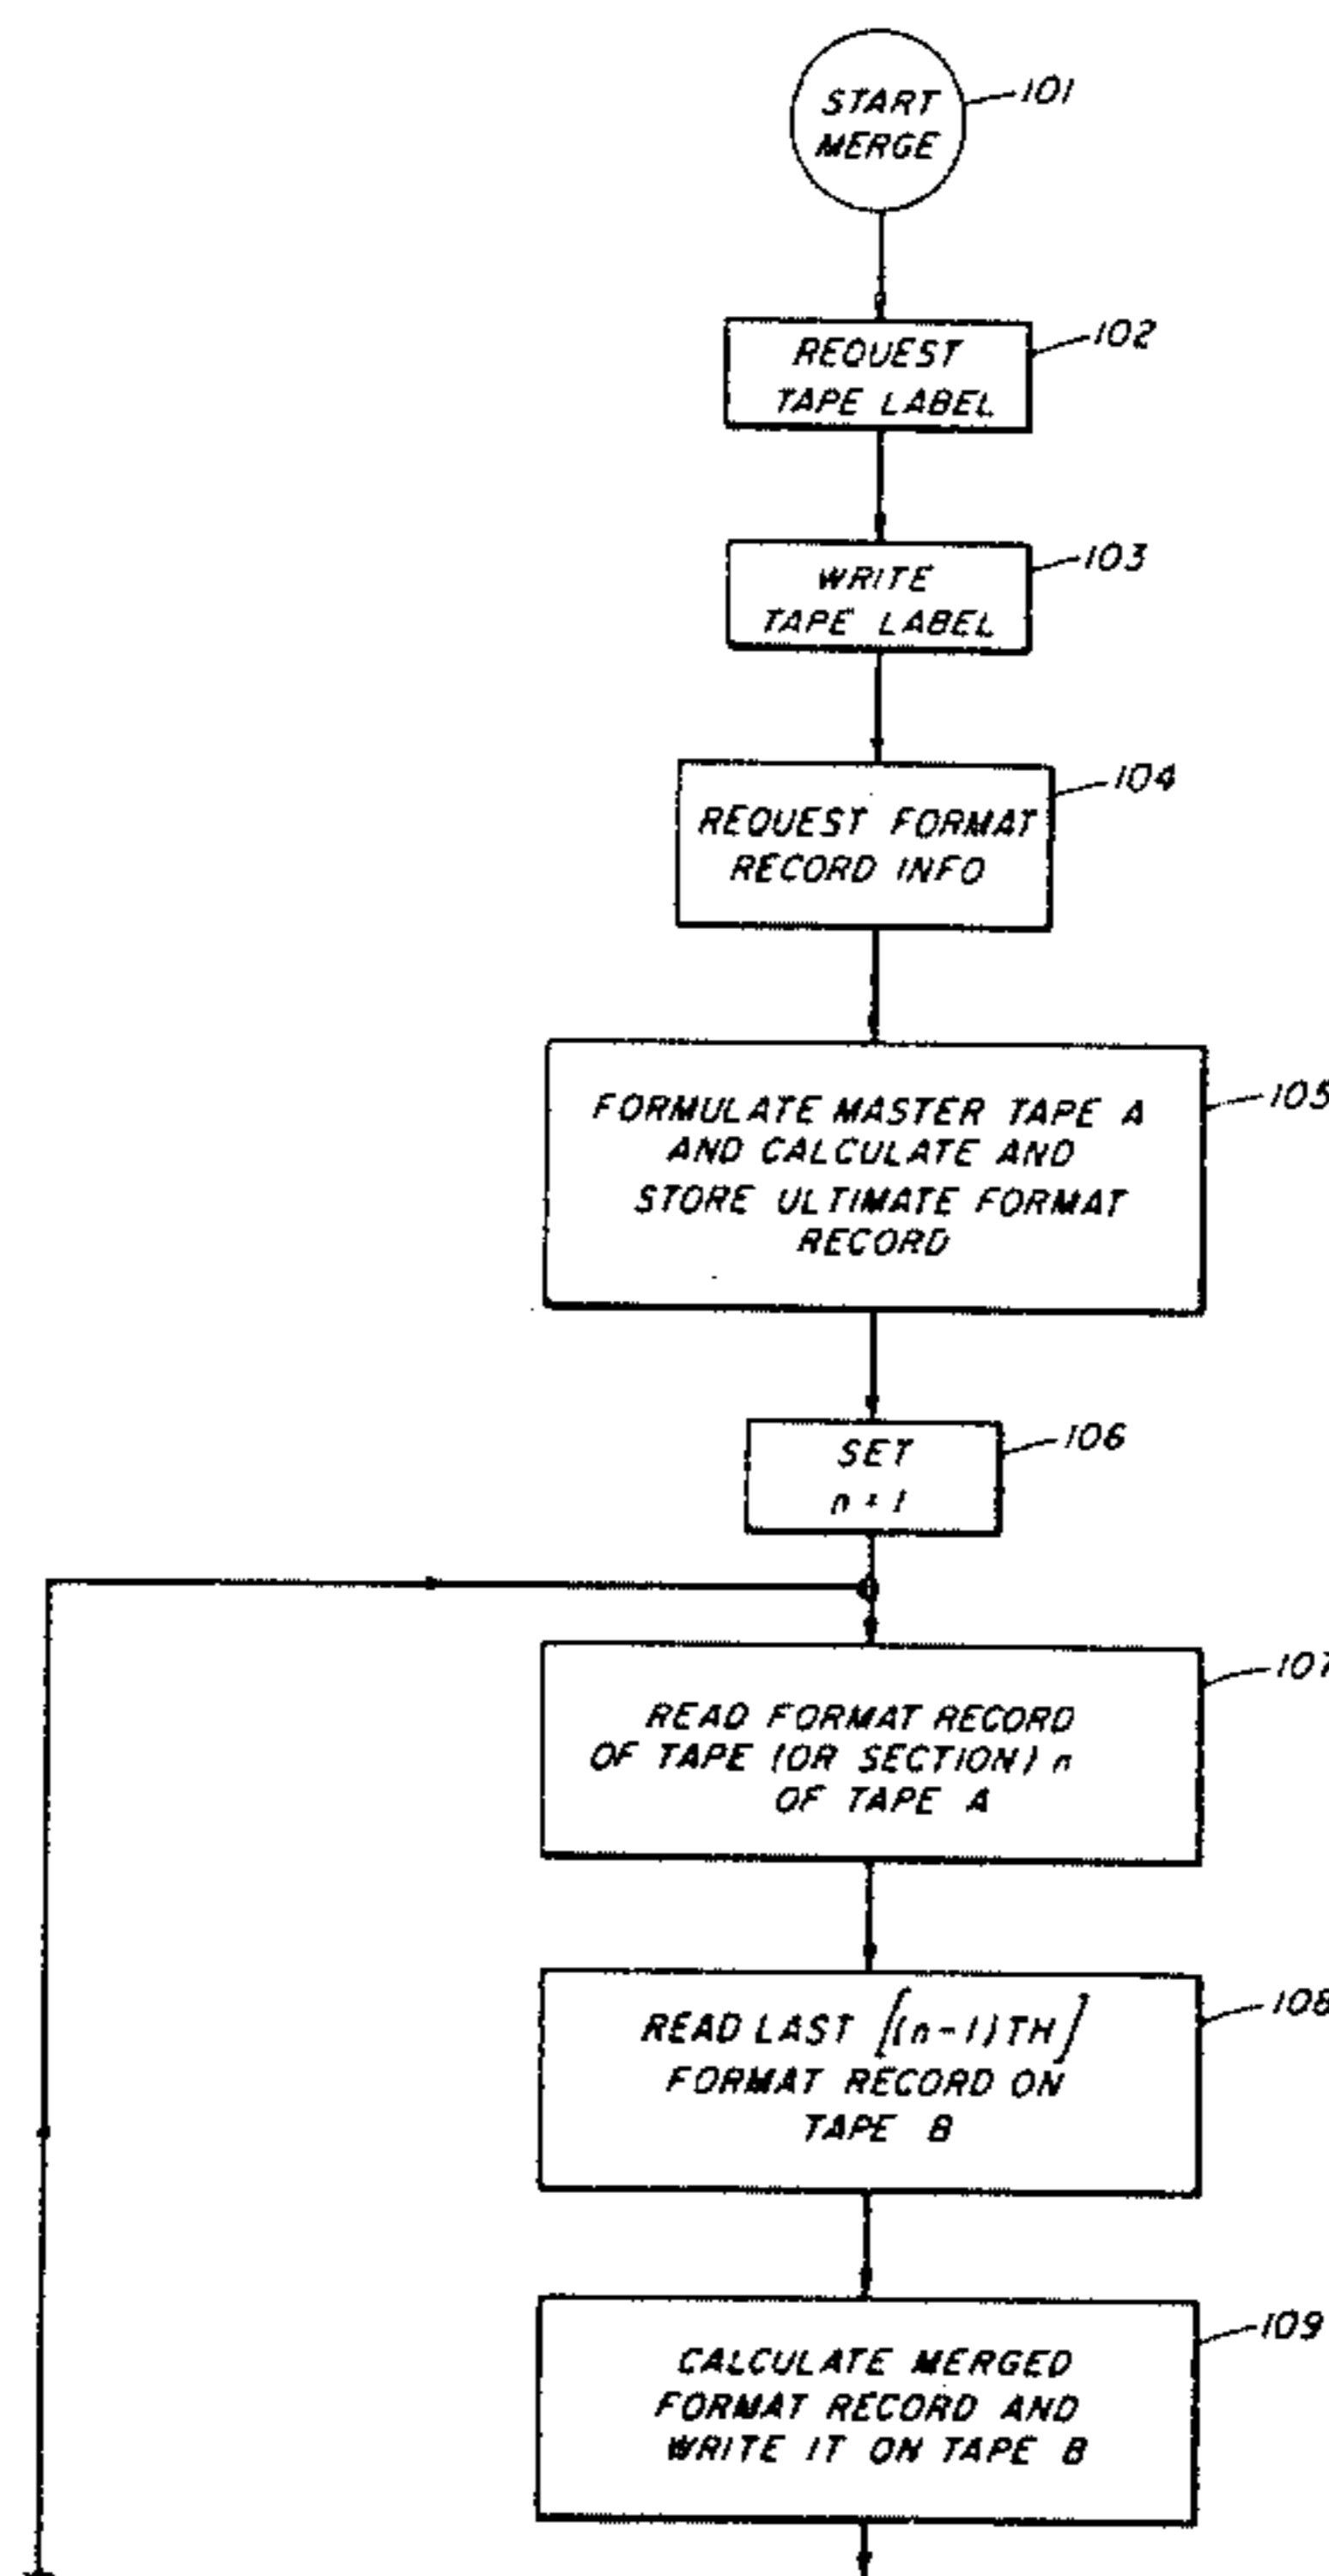 START
MERGE
101
REQUEST
TAPE LABEL
102
WRITE
TAPE LABEL
103
REQUEST FORMAT
RECORD INFO
104
FORMULATE MASTER TAPE A
AND CALCULATE AND
STORE ULTIMATE FORMAT
RECORD
105
SET
n = 1
106
READ FORMAT RECORD
OF TAPE (OR SECTION) n
OF TAPE A
107
READ LAST [(n-1)TH]
FORMAT RECORD ON
TAPE B
108
CALCULATE MERGED
FORMAT RECORD AND
WRITE IT ON TAPE B
109